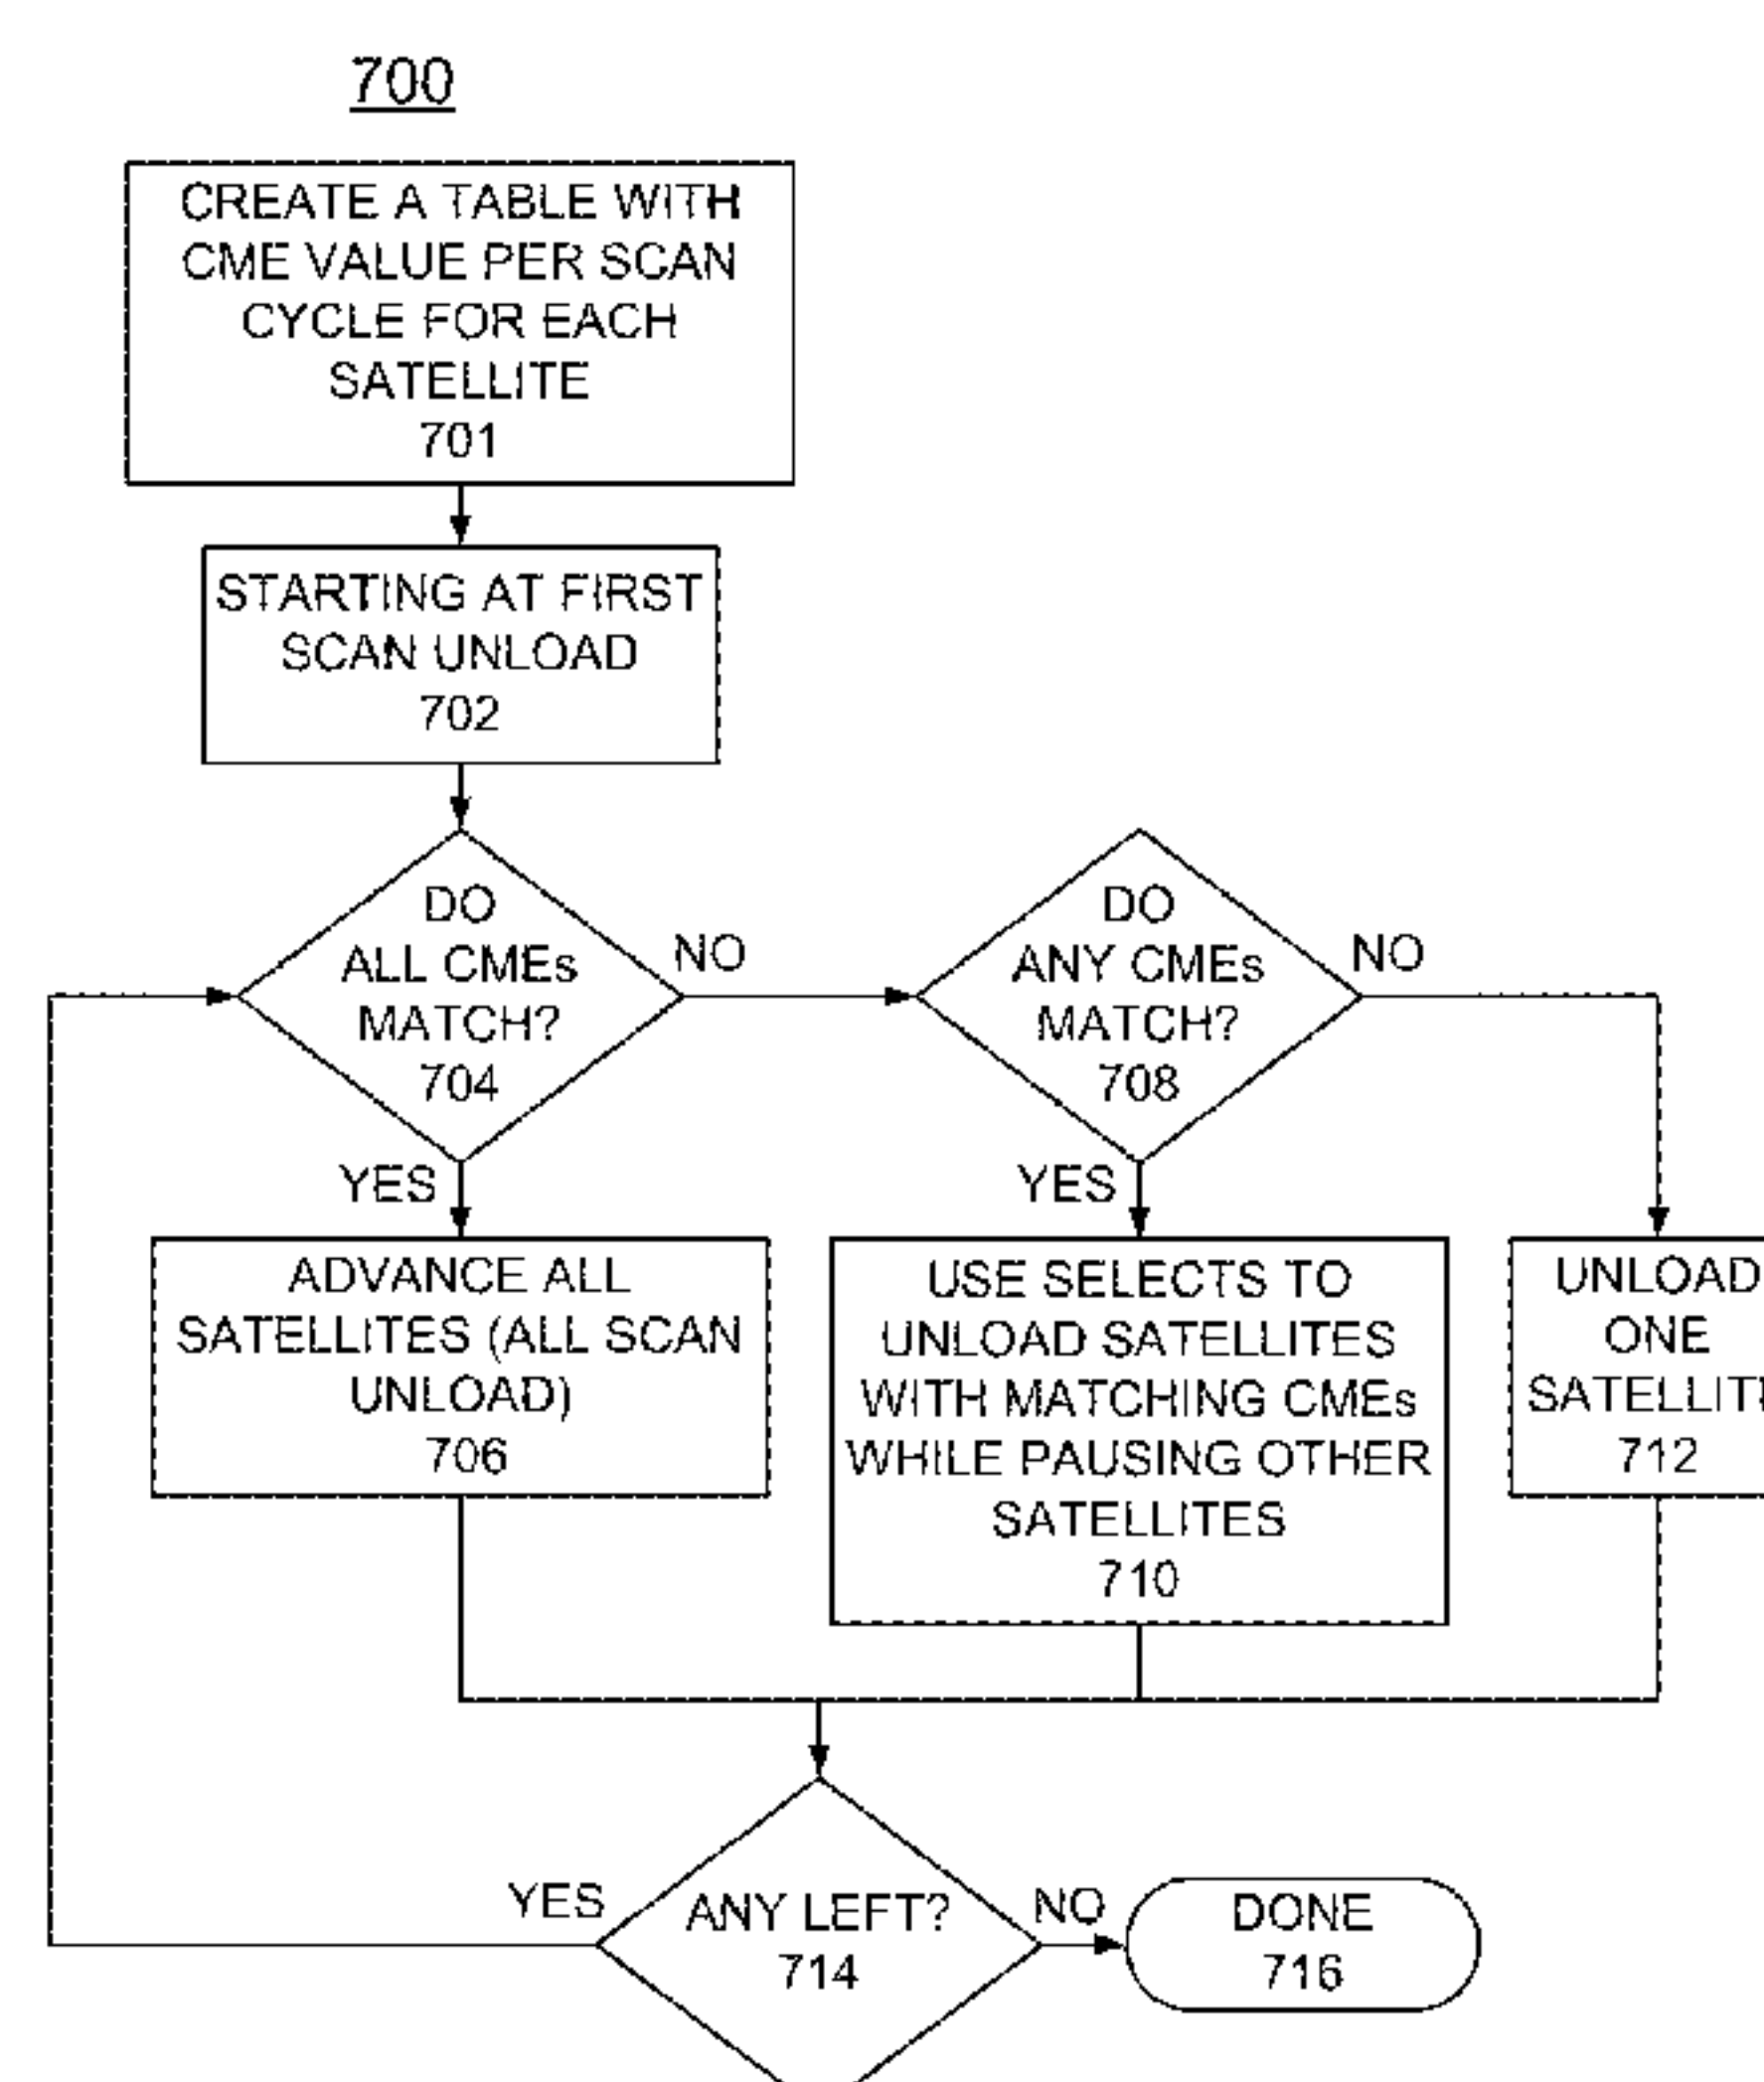 700
CREATE A TABLE WITH
CME VALUE PER SCAN
CYCLE FOR EACH
SATELLITE
701
STARTING AT FIRST
SCAN UNLOAD
702
DO
ALL CMEs
MATCH?
704
NO
YES
DO
ANY CMEs
MATCH?
708
NO
YES
ADVANCE ALL
SATELLITES (ALL SCAN
UNLOAD)
706
USE SELECTS TO
UNLOAD SATELLITES
WITH MATCHING CMEs
WHILE PAUSING OTHER
SATELLITES
710
UNLOAD
ONE
SATELLITE
712
YES
ANY LEFT?
714
NO
DONE
716